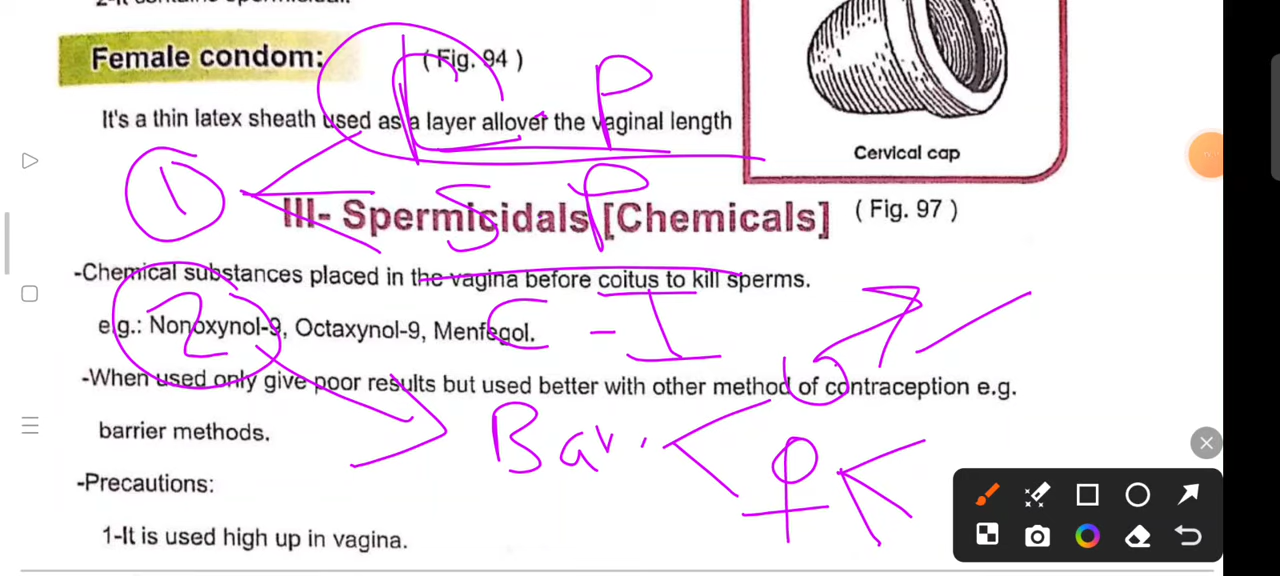 Female condom: ( Fig. 94 )
It's a thin latex sheath used as a layer allover the vaginal length
Cervical cap
III- Spermicidals [Chemicals] ( Fig. 97 )
-Chemical substances placed in the vagina before coitus to kill sperms.
e.g.: Nonoxynol-9, Octaxynol-9, Menfegol.
-When used only give poor results but used better with other method of contraception e.g.
barrier methods.
-Precautions:
1-It is used high up in vagina.
P
1
S P
C - I
2
Bar.
♂
♀